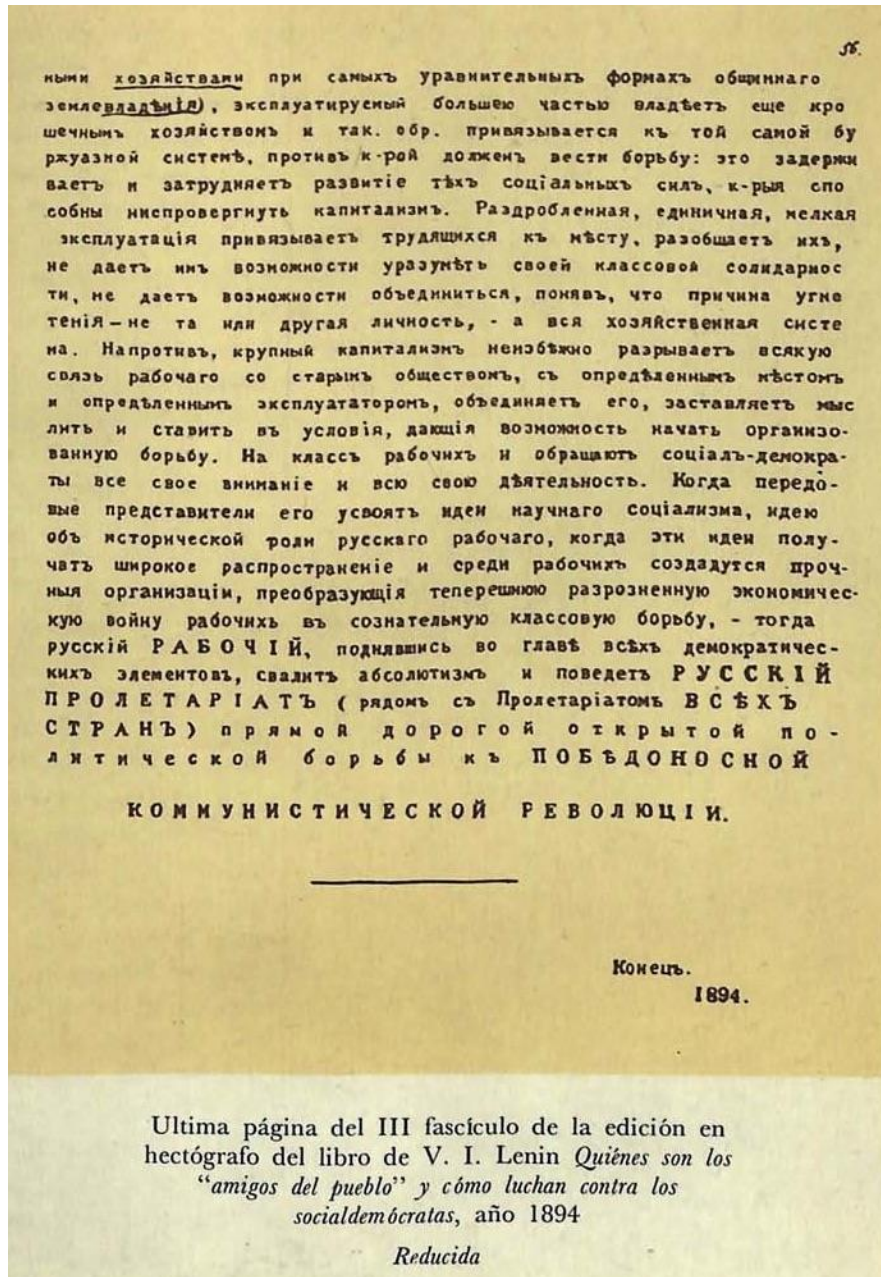 56.
ными хозяйствами при самыхъ уравнительныхъ формахъ общиннаго
землевладѣнія), эксплуатируемый большею частью владѣетъ еще кро
шечнымъ хозяйствомъ и так. обр. привязывается къ той самой бу
ржуазной системѣ, противъ к-рой долженъ вести борьбу: это задержи
ваетъ и затрудняетъ развитіе тѣхъ соціальныхъ силъ, к-рыя спо
собны ниспровергнуть капитализмъ. Раздробленная, единичная, мелкая
эксплуатація привязываетъ трудящихся къ мѣсту, разобщаетъ ихъ,
не даетъ имъ возможности уразумѣть своей классовой солидарнос
ти, не даетъ возможности объединиться, понявъ, что причина угне
тенія – не та или другая личность, - а вся хозяйственная систе
ма. Напротивъ, крупный капитализмъ неизбѣжно разрываетъ всякую
связь рабочаго со старымъ обществомъ, съ опредѣленнымъ мѣстомъ
и опредѣленнымъ эксплуататоромъ, объединяетъ его, заставляетъ мыс
лить и ставить въ условія, дающія возможность начать организо-
ванную борьбу. На классъ рабочихъ и обращаютъ соціалъ-демокра-
ты все свое вниманіе и всю свою дѣятельность. Когда передо-
вые представители его усвоятъ идеи научнаго соціализма, идею
объ исторической роли русскаго рабочаго, когда эти идеи полу-
чатъ широкое распространеніе и среди рабочихъ создадутся проч-
ныя организаціи, преобразующія теперешнюю разрозненную экономичес-
кую войну рабочихъ въ сознательную классовую борьбу, - тогда
русскій РАБОЧІЙ, поднявшись во главѣ всѣхъ демократичес-
кихъ элементовъ, свалитъ абсолютизмъ и поведетъ РУССКІЙ
ПРОЛЕТАРІАТЪ (рядомъ съ Пролетаріатомъ ВСѢХЪ
СТРАНЪ) прямой дорогой открытой по-
литической борьбы къ ПОБѢДОНОСНОЙ
КОММУНИСТИЧЕСКОЙ РЕВОЛЮЦІИ.
Конецъ.
1894.
Ultima página del III fascículo de la edición en
hectógrafo del libro de V. I. Lenin Quiénes son los
“amigos del pueblo” y cómo luchan contra los
socialdemócratas, año 1894
Reducida